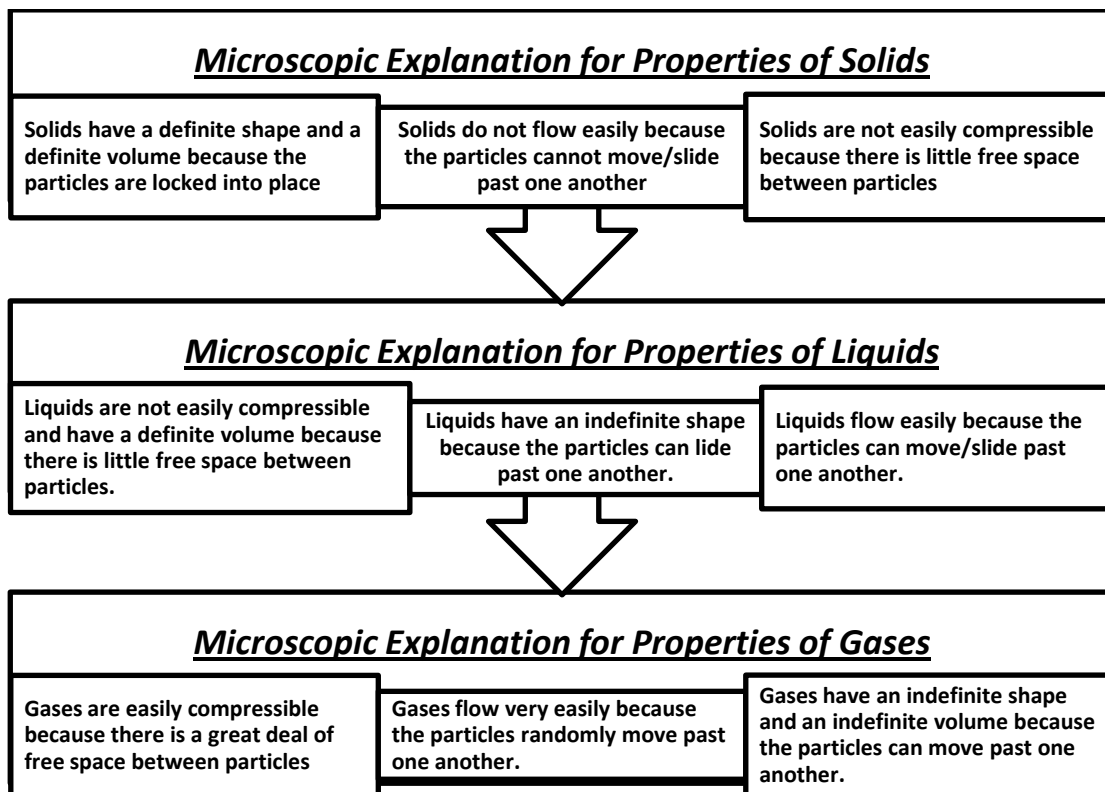 Microscopic Explanation for Properties of Solids
Solids have a definite shape and a
definite volume because the
particles are locked into place
Solids do not flow easily because
the particles cannot move/slide
past one another
Solids are not easily compressible
because there is little free space
between particles
Microscopic Explanation for Properties of Liquids
Liquids are not easily compressible
and have a definite volume because
there is little free space between
particles.
Liquids have an indefinite shape
because the particles can lide
past one another.
Liquids flow easily because the
particles can move/slide past
one another.
Microscopic Explanation for Properties of Gases
Gases are easily compressible
because there is a great deal of
free space between particles
Gases flow very easily because
the particles randomly move past
one another.
Gases have an indefinite shape
and an indefinite volume because
the particles can move past one
another.